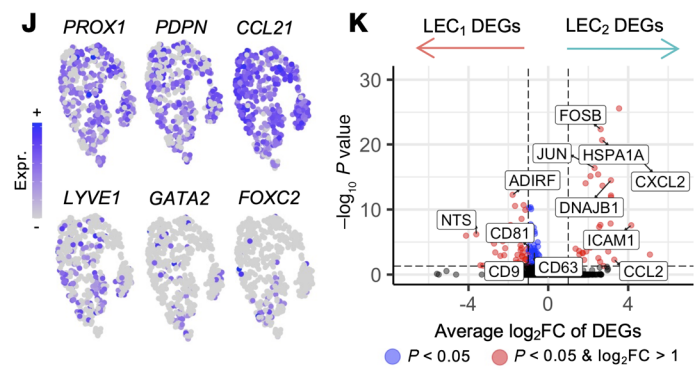 J
PROX1 PDPN CCL21
+
Expr.
-
LYVE1 GATA2 FOXC2
K
LEC₁ DEGs LEC₂ DEGs
–log₁₀ P value
30
20
10
0
FOSB
JUN HSPA1A
CXCL2
ADIRF
DNAJB1
NTS
CD81
ICAM1
CD9 CD63 CCL2
-4 0 4
Average log₂FC of DEGs
P < 0.05 P < 0.05 & log₂FC > 1